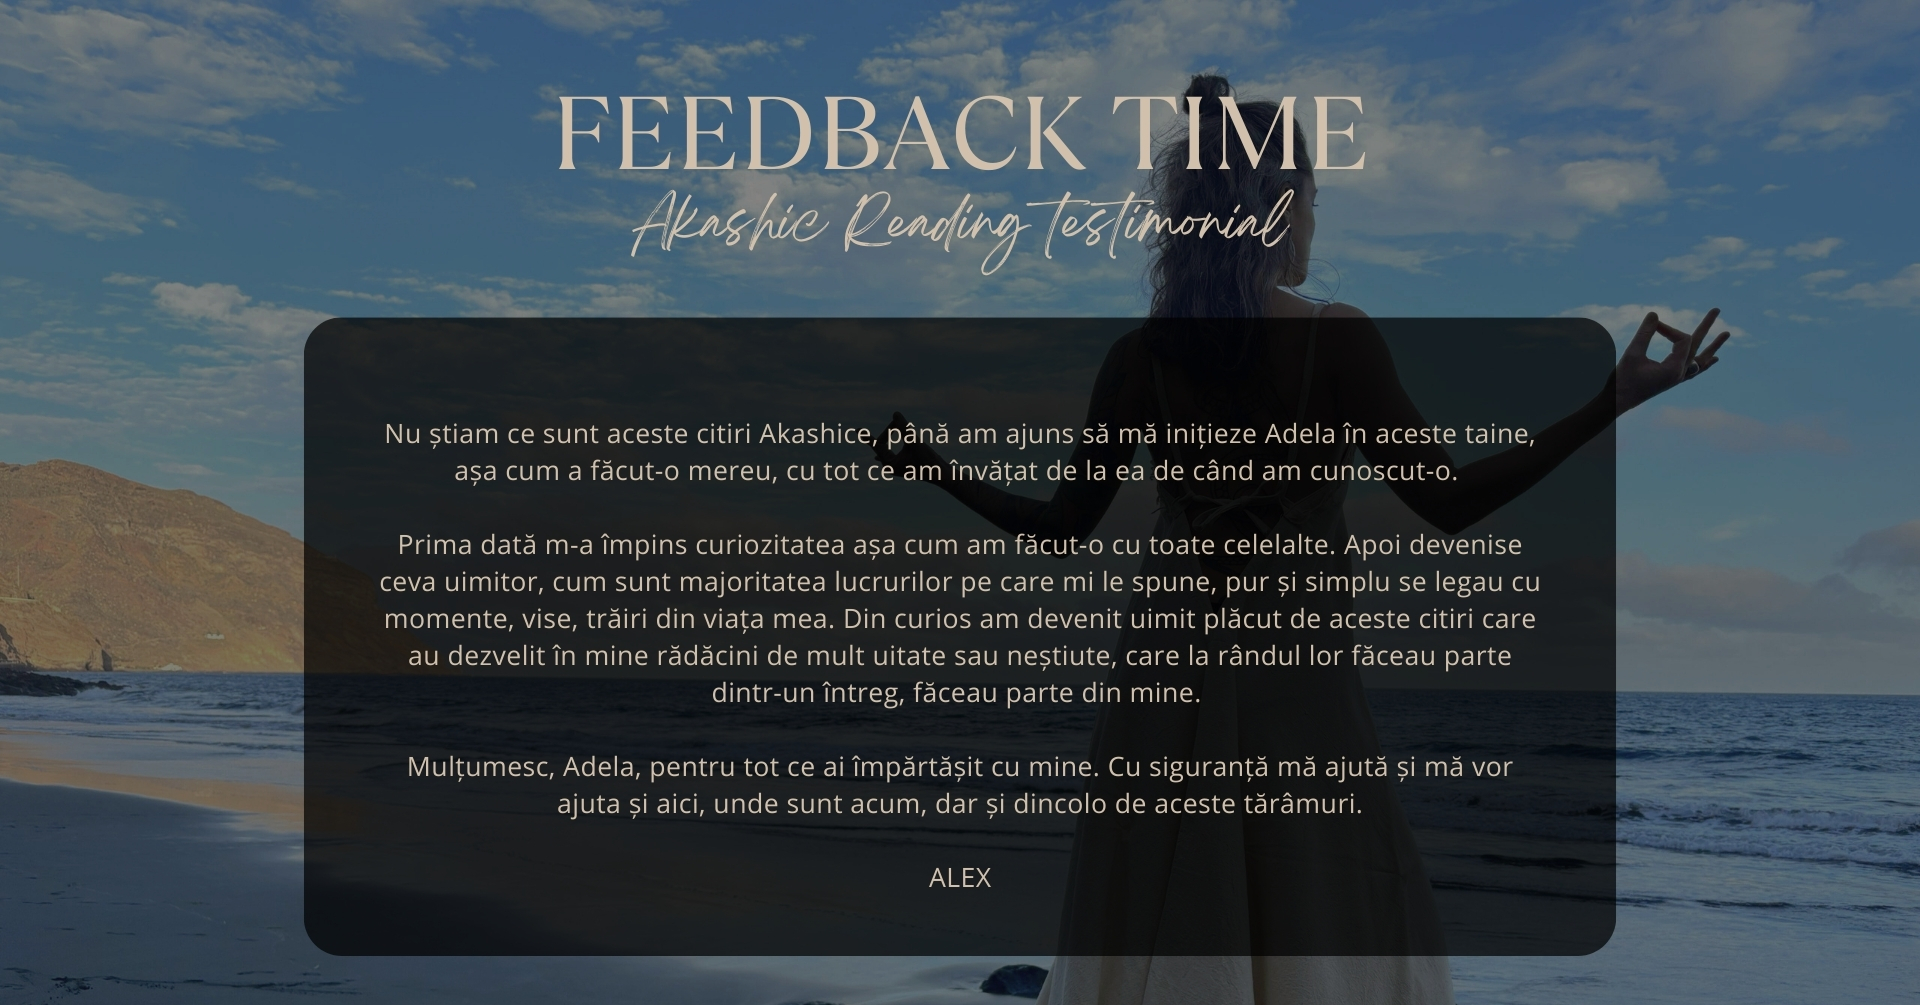 FEEDBACK TIME
Akashic Reading testimonial
Nu știam ce sunt aceste citiri Akashice, până am ajuns să mă inițieze Adela în aceste taine,
așa cum a făcut-o mereu, cu tot ce am învățat de la ea de când am cunoscut-o.
Prima dată m-a împins curiozitatea așa cum am făcut-o cu toate celelalte. Apoi devenise
ceva uimitor, cum sunt majoritatea lucrurilor pe care mi le spune, pur și simplu se legau cu
momente, vise, trăiri din viața mea. Din curios am devenit uimit plăcut de aceste citiri care
au dezvelit în mine rădăcini de mult uitate sau neștiute, care la rândul lor făceau parte
dintr-un întreg, făceau parte din mine.
Mulțumesc, Adela, pentru tot ce ai împărtășit cu mine. Cu siguranță mă ajută și mă vor
ajuta și aici, unde sunt acum, dar și dincolo de aceste tărâmuri.
ALEX